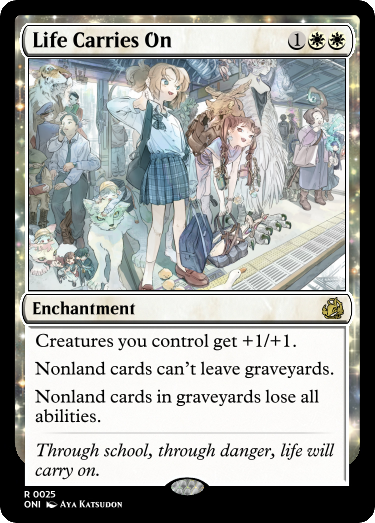 Life Carries On 1
Enchantment
Creatures you control get +1/+1.
Nonland cards can't leave graveyards.
Nonland cards in graveyards lose all
abilities.
Through school, through danger, life will
carry on.
R 0025
ONI Aya Katsudon